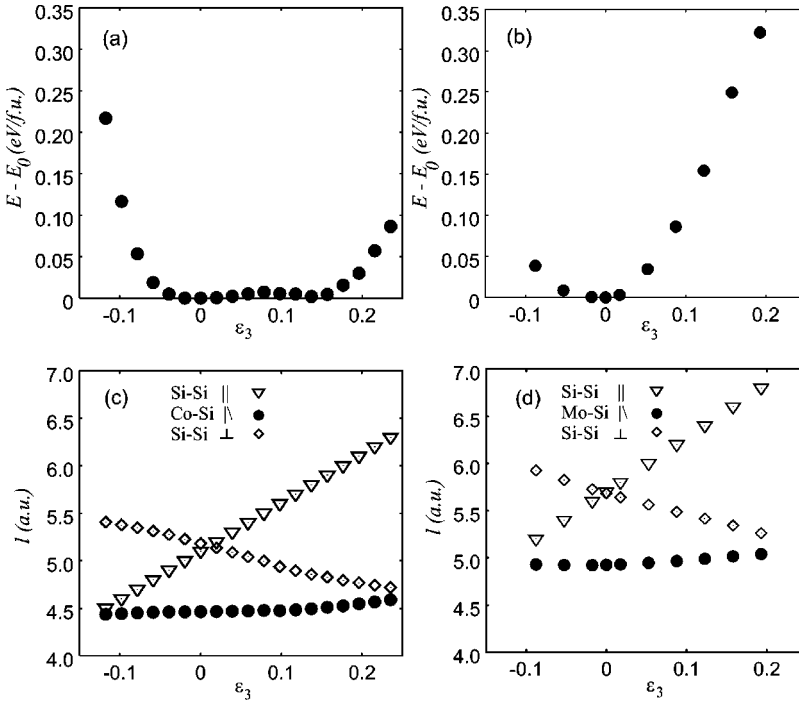 (a)
E - E0 (eV/f.u.)
0.35
0.30
0.25
0.20
0.15
0.10
0.05
0
-0.1 0 0.1 0.2
ε3
(b)
E - E0 (eV/f.u.)
0.35
0.30
0.25
0.20
0.15
0.10
0.05
0
-0.1 0 0.1 0.2
ε3
(c)
Si-Si ||
Co-Si |\
Si-Si ⊥
l (a.u.)
7.0
6.5
6.0
5.5
5.0
4.5
4.0
-0.1 0 0.1 0.2
ε3
(d)
Si-Si ||
Mo-Si |\
Si-Si ⊥
l (a.u.)
7.0
6.5
6.0
5.5
5.0
4.5
4.0
-0.1 0 0.1 0.2
ε3